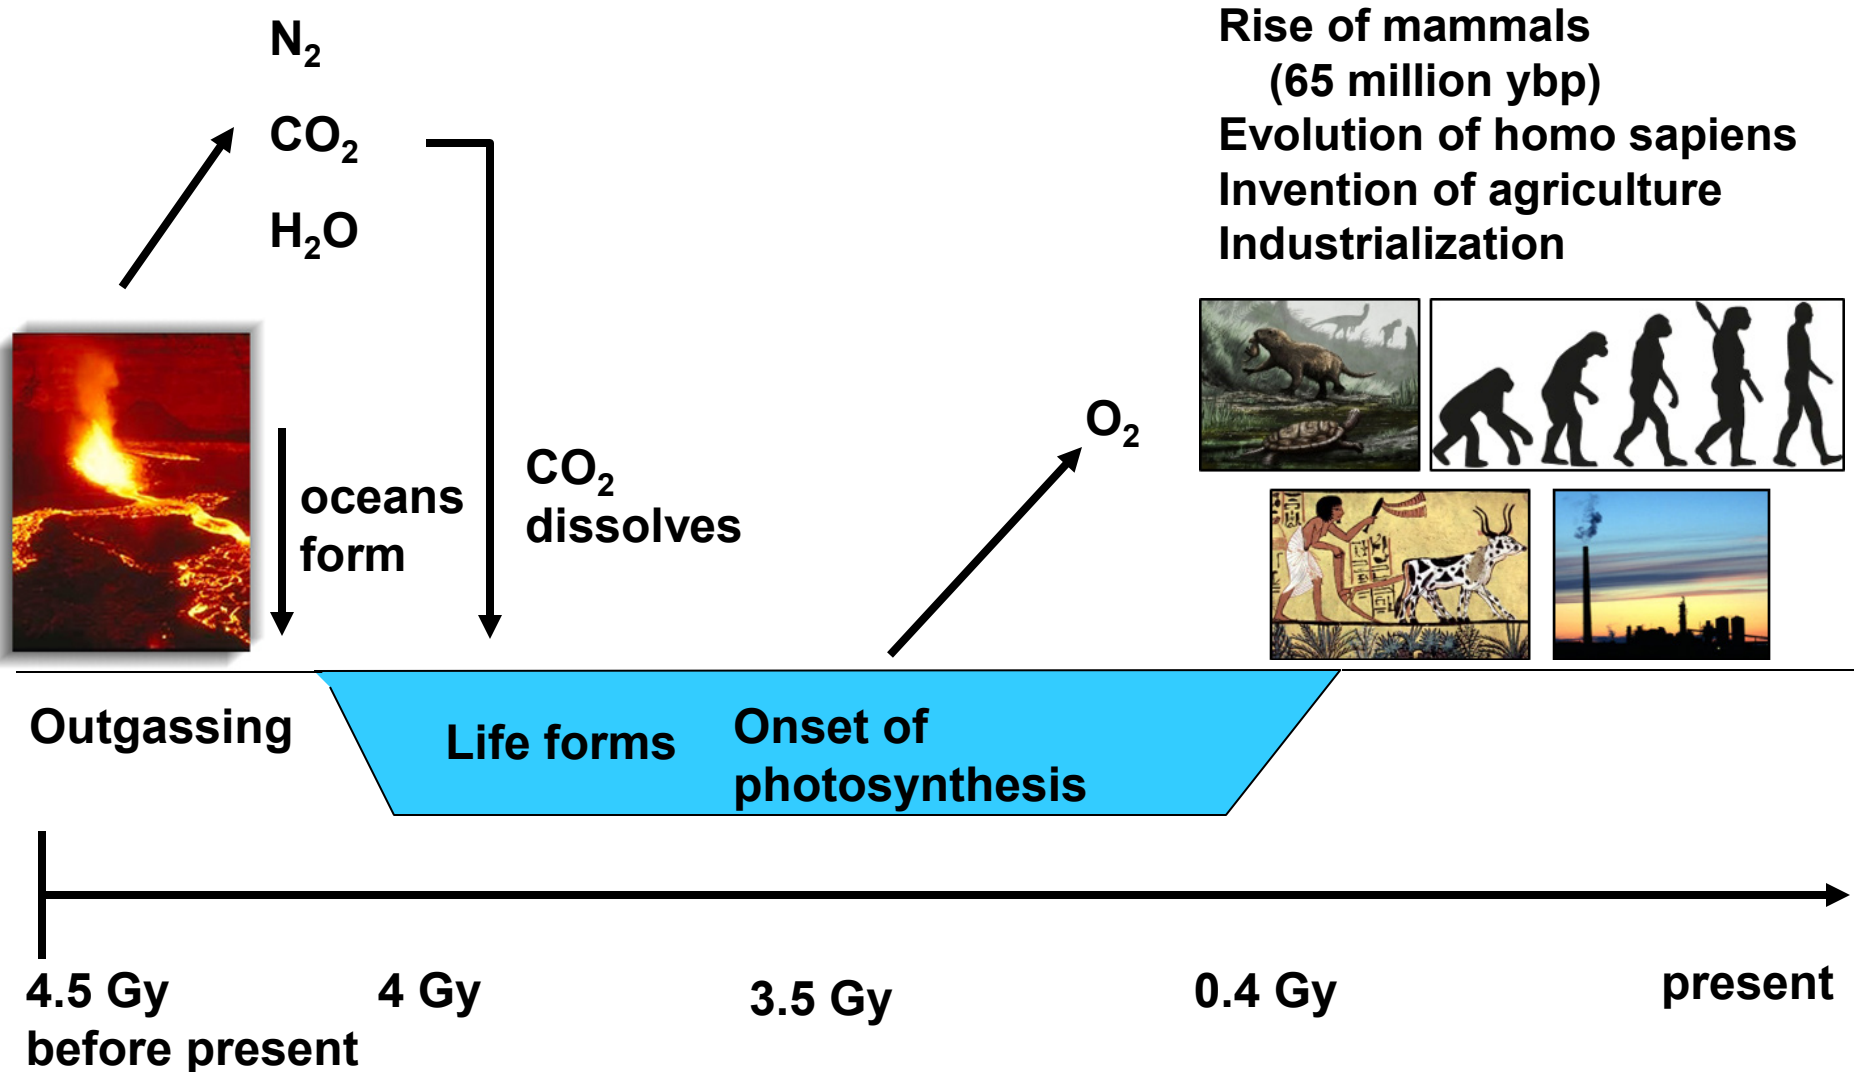 N₂
CO₂
H₂O
Rise of mammals
(65 million ybp)
Evolution of homo sapiens
Invention of agriculture
Industrialization
oceans
form
CO₂
dissolves
O₂
Outgassing
Life forms
Onset of
photosynthesis
4.5 Gy
before present
4 Gy
3.5 Gy
0.4 Gy
present